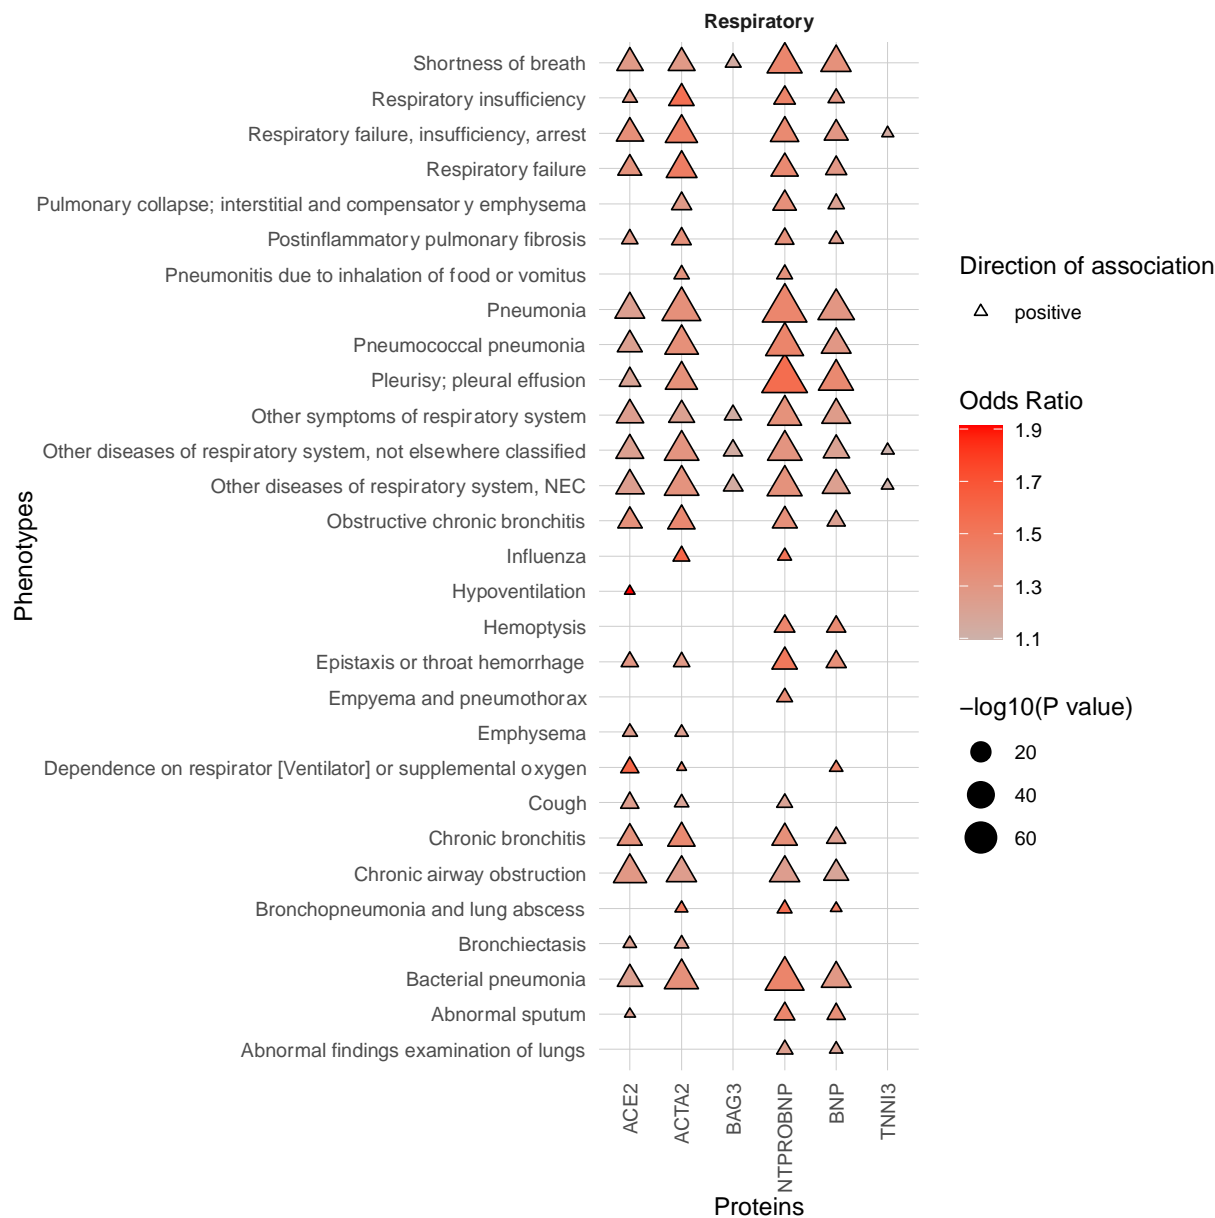 Respiratory
Shortness of breath
Respiratory insufficiency
Respiratory failure, insufficiency, arrest
Respiratory failure
Pulmonary collapse; interstitial and compensatory emphysema
Postinflammatory pulmonary fibrosis
Pneumonitis due to inhalation of food or vomitus
Pneumonia
Pneumococcal pneumonia
Pleurisy; pleural effusion
Other symptoms of respiratory system
Other diseases of respiratory system, not elsewhere classified
Other diseases of respiratory system, NEC
Obstructive chronic bronchitis
Influenza
Hypoventilation
Hemoptysis
Epistaxis or throat hemorrhage
Empyema and pneumothorax
Emphysema
Dependence on respirator [Ventilator] or supplemental oxygen
Cough
Chronic bronchitis
Chronic airway obstruction
Bronchopneumonia and lung abscess
Bronchiectasis
Bacterial pneumonia
Abnormal sputum
Abnormal findings examination of lungs
Phenotypes
ACE2
ACTA2
BAG3
NTPROBNP
BNP
TNNI3
Proteins
Direction of association
positive
Odds Ratio
1.9
1.7
1.5
1.3
1.1
−log10(P value)
20
40
60